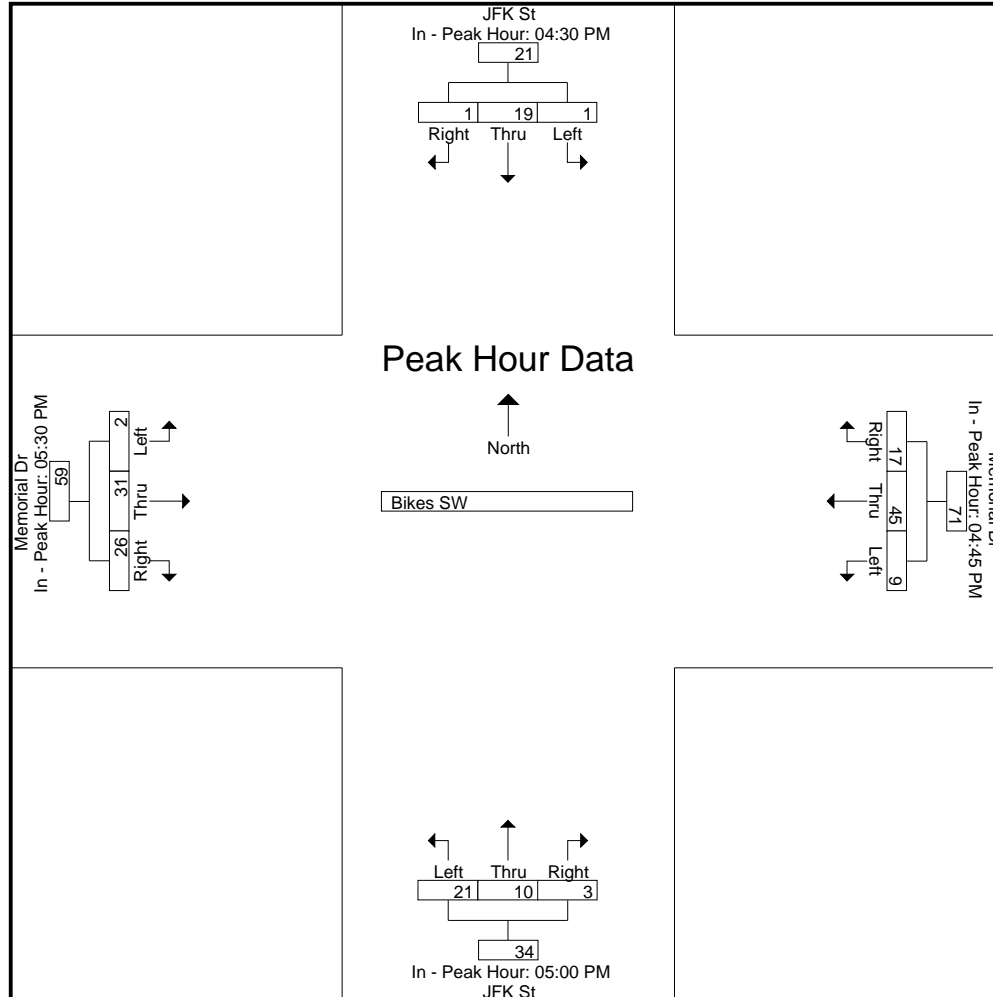 JFK St
In - Peak Hour: 04:30 PM
21
1 19 1
Right Thru Left
Peak Hour Data
North
Bikes SW
Memorial Dr
In - Peak Hour: 05:30 PM
59
2 31 26
Left Thru Right
In - Peak Hour: 04:45 PM
71
17 45 9
Right Thru Left
Left Thru Right
21 10 3
34
In - Peak Hour: 05:00 PM
JFK St